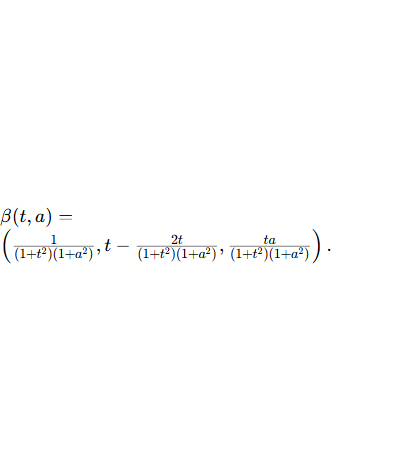 β(t, a) =
(1/((1+t²)(1+a²)), t − 2t/((1+t²)(1+a²)), ta/((1+t²)(1+a²))).